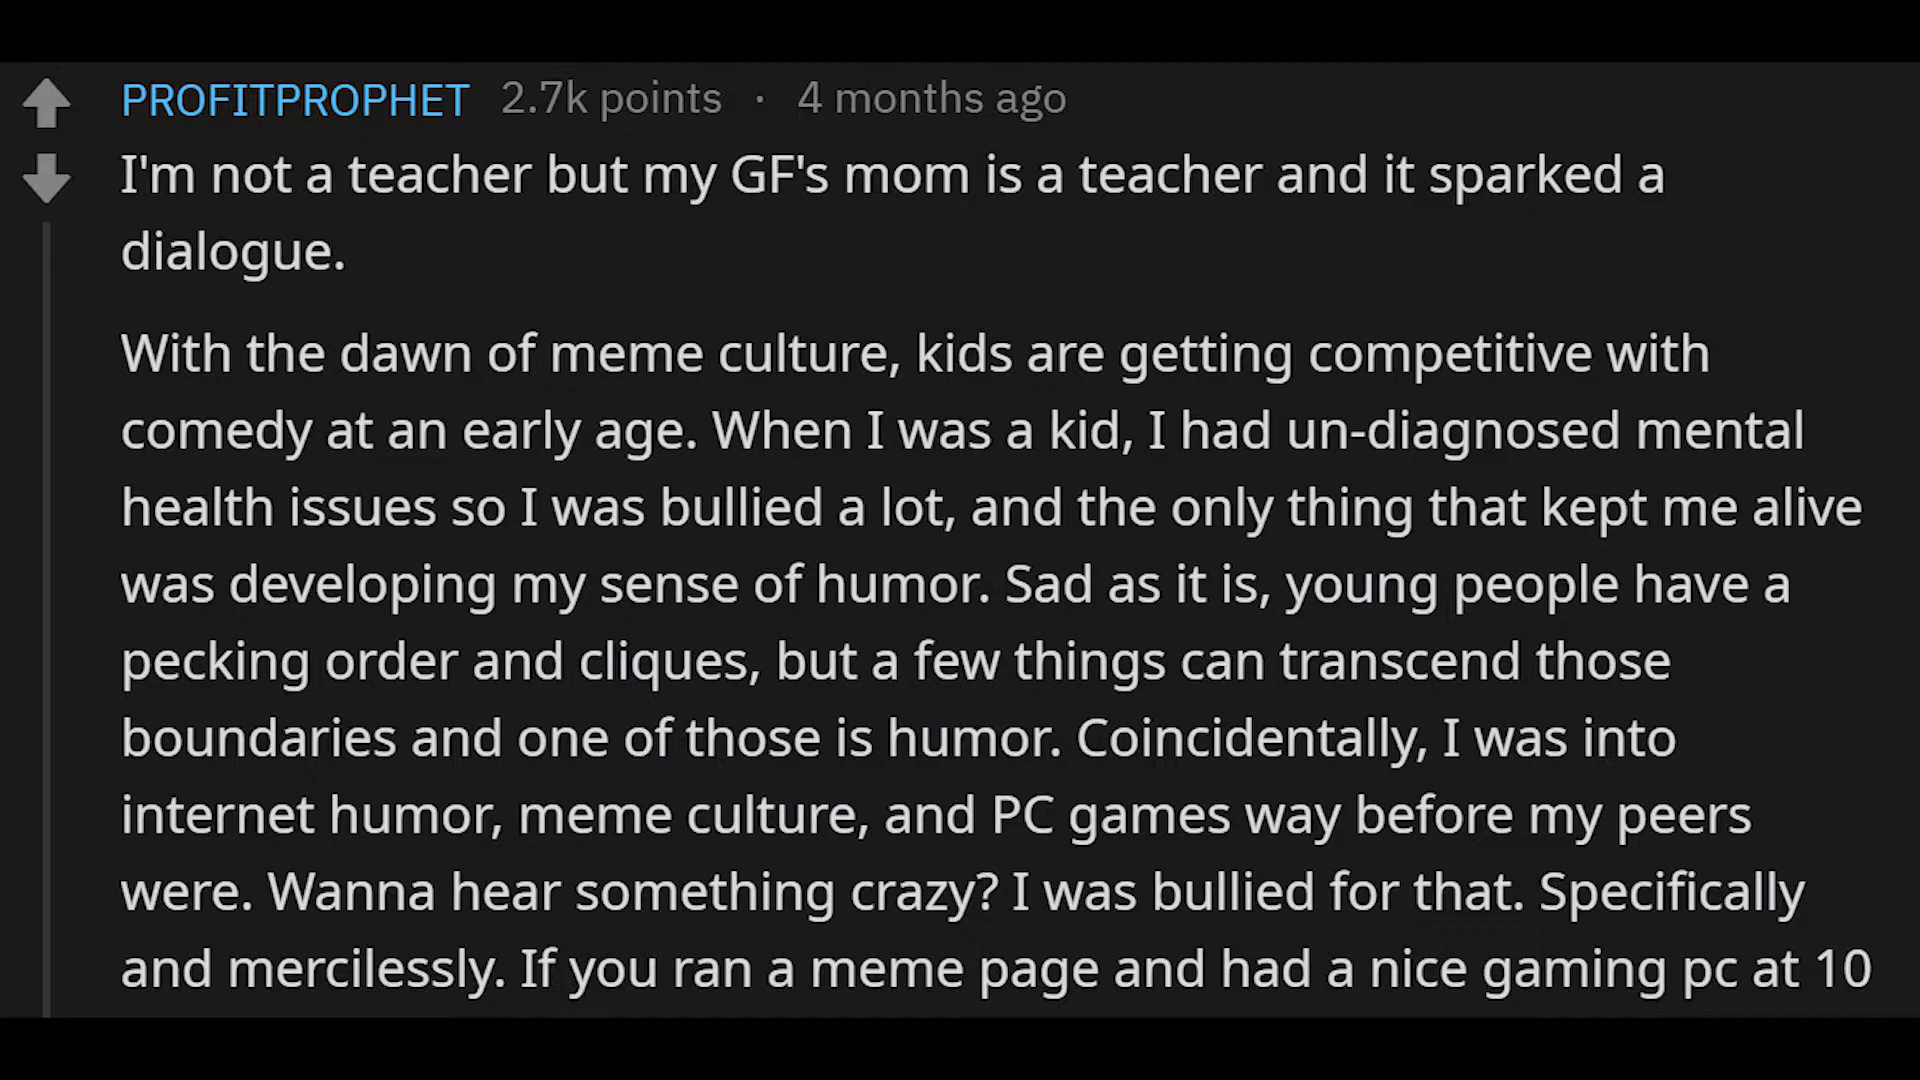 PROFITPROPHET 2.7k points · 4 months ago
I'm not a teacher but my GF's mom is a teacher and it sparked a
dialogue.
With the dawn of meme culture, kids are getting competitive with
comedy at an early age. When I was a kid, I had un-diagnosed mental
health issues so I was bullied a lot, and the only thing that kept me alive
was developing my sense of humor. Sad as it is, young people have a
pecking order and cliques, but a few things can transcend those
boundaries and one of those is humor. Coincidentally, I was into
internet humor, meme culture, and PC games way before my peers
were. Wanna hear something crazy? I was bullied for that. Specifically
and mercilessly. If you ran a meme page and had a nice gaming pc at 10